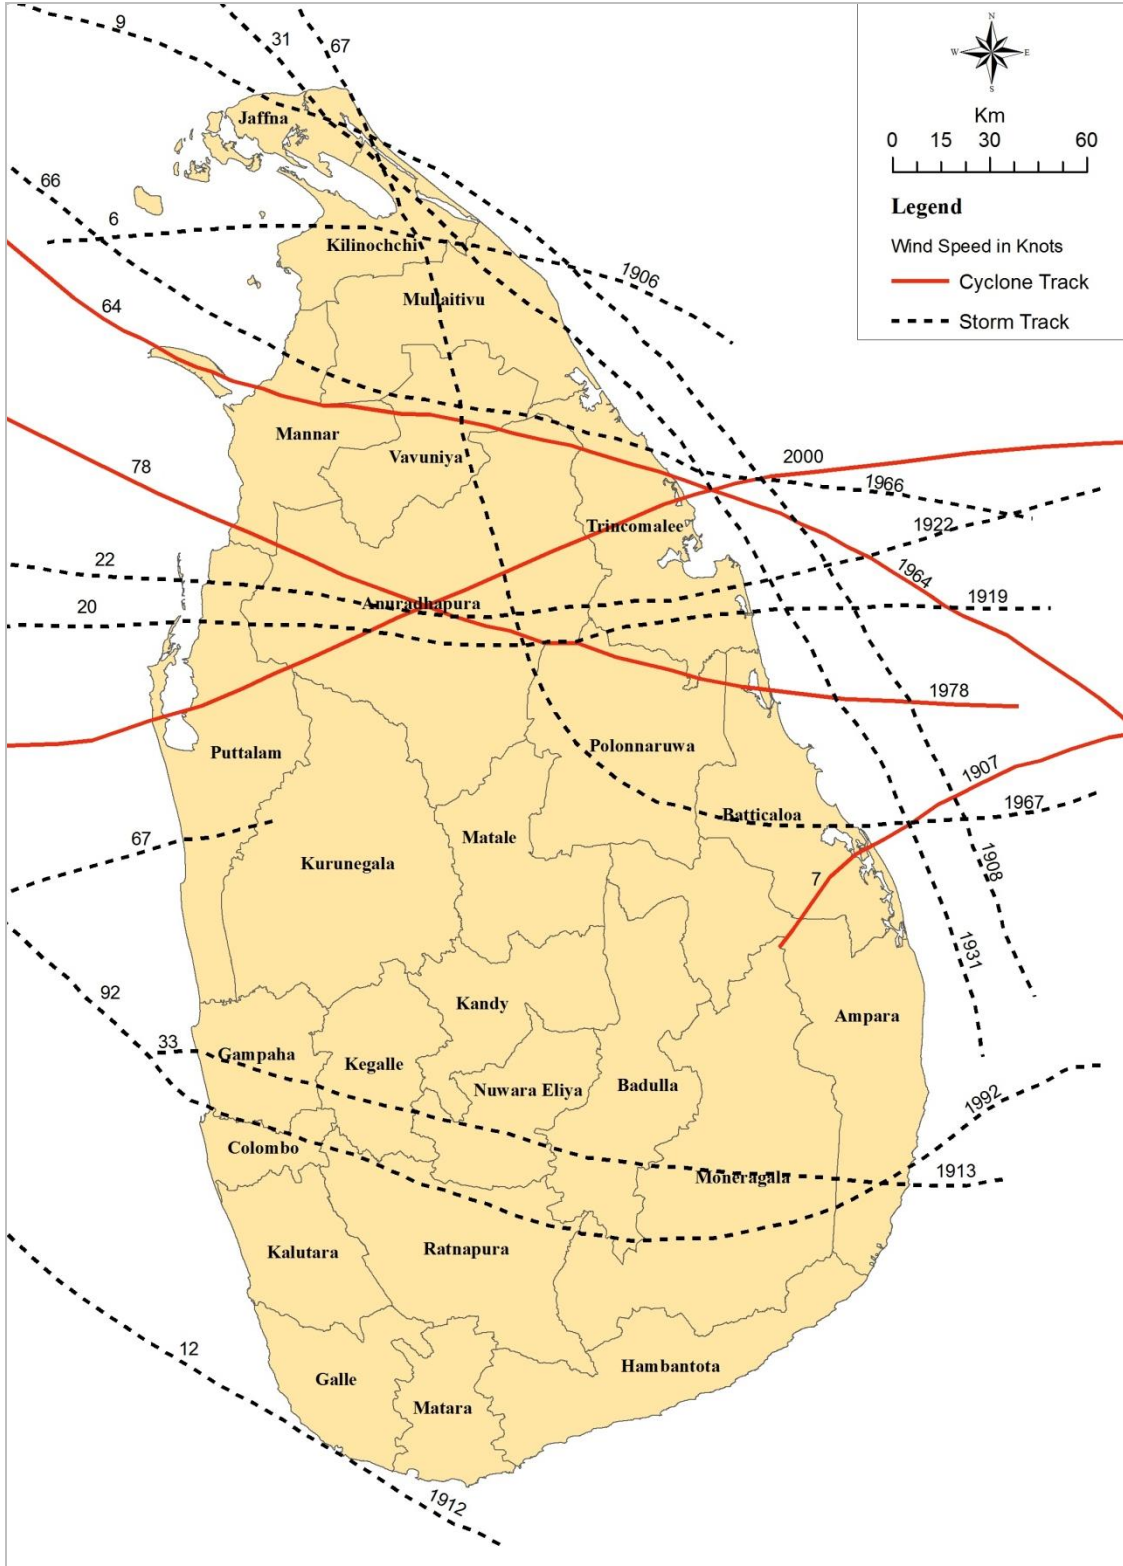 9
31
67
N
W
E
S
Km
0 15 30 60
Legend
Wind Speed in Knots
Cyclone Track
Storm Track
Jaffna
66
6
Kilinochchi
1906
64
Mullaitivu
Mannar
Vavuniya
78
2000
1966
Trincomalee
1922
22
1964
20
Anuradhapura
1919
1978
Puttalam
Polonnaruwa
1907
1967
67
Matale
Batticaloa
Kurunegala
7
1908
1931
92
Kandy
Ampara
33
Gampaha
Kegalle
Nuwara Eliya
Badulla
1992
Colombo
1913
Moneragala
Kalutara
Ratnapura
12
Galle
Hambantota
Matara
1912